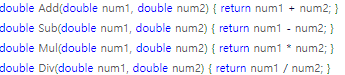 double Add(double num1, double num2) { return num1 + num2; }
double Sub(double num1, double num2) { return num1 - num2; }
double Mul(double num1, double num2) { return num1 * num2; }
double Div(double num1, double num2) { return num1 / num2; }